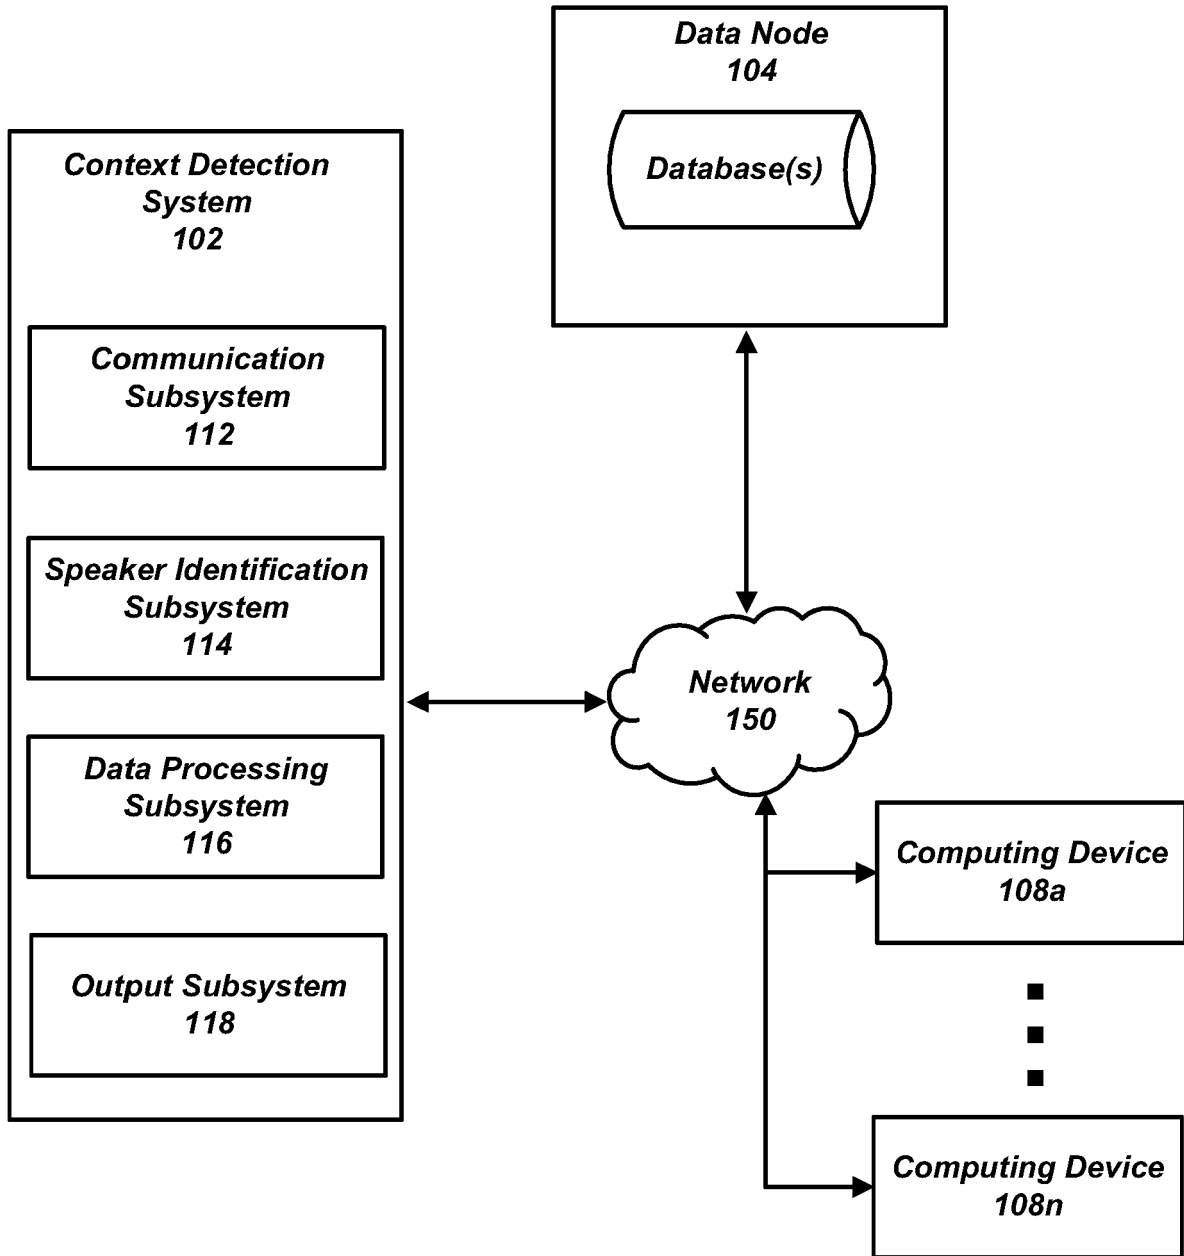 Data Node
104
Database(s)
Context Detection
System
102
Communication
Subsystem
112
Speaker Identification
Subsystem
114
Data Processing
Subsystem
116
Output Subsystem
118
Network
150
Computing Device
108a
Computing Device
108n